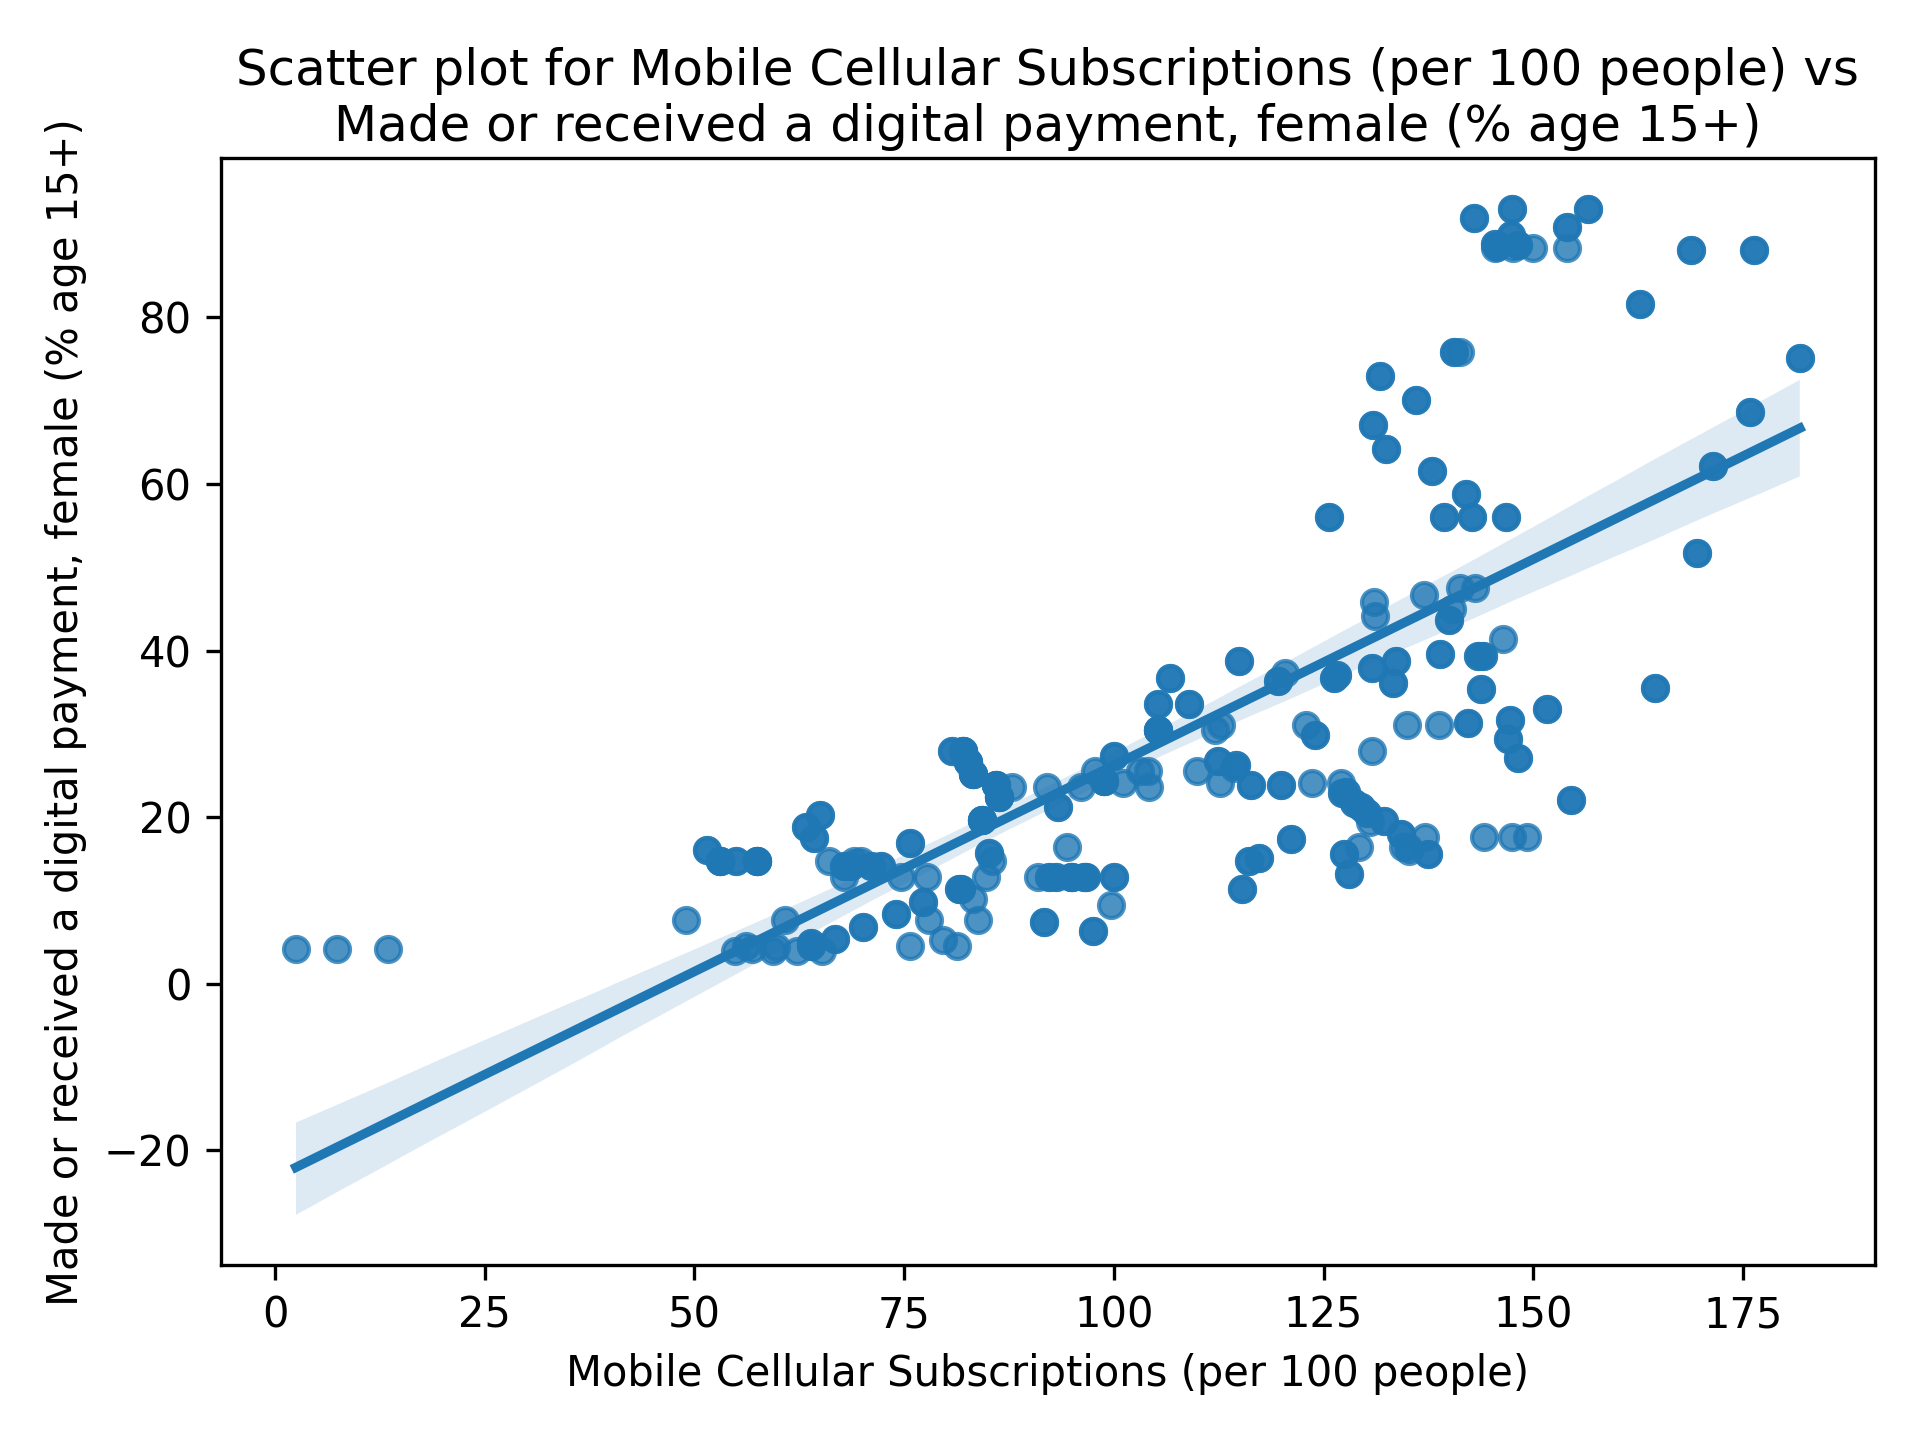 Scatter plot for Mobile Cellular Subscriptions (per 100 people) vs
Made or received a digital payment, female (% age 15+)
Made or received a digital payment, female (% age 15+)
80
60
40
20
0
−20
0 25 50 75 100 125 150 175
Mobile Cellular Subscriptions (per 100 people)